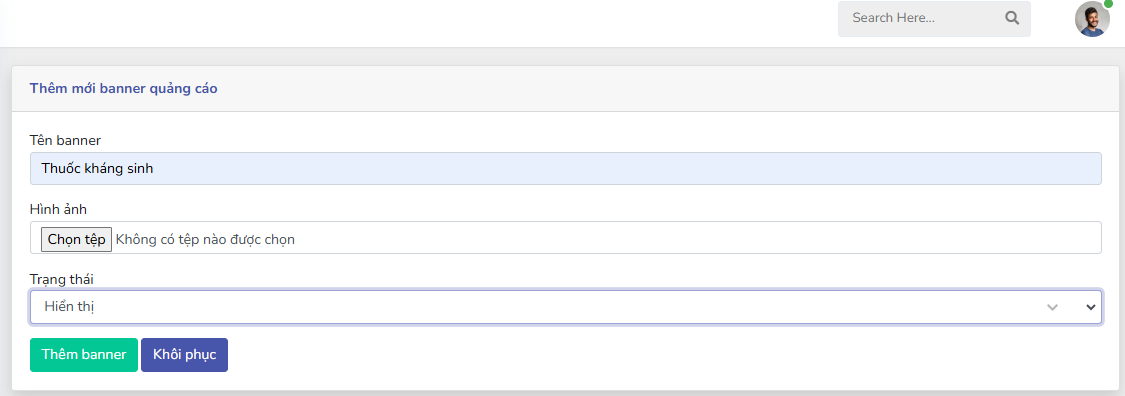 Search Here...
Thêm mới banner quảng cáo
Tên banner
Thuốc kháng sinh
Hình ảnh
Chọn tệp Không có tệp nào được chọn
Trạng thái
Hiển thị
Thêm banner Khôi phục